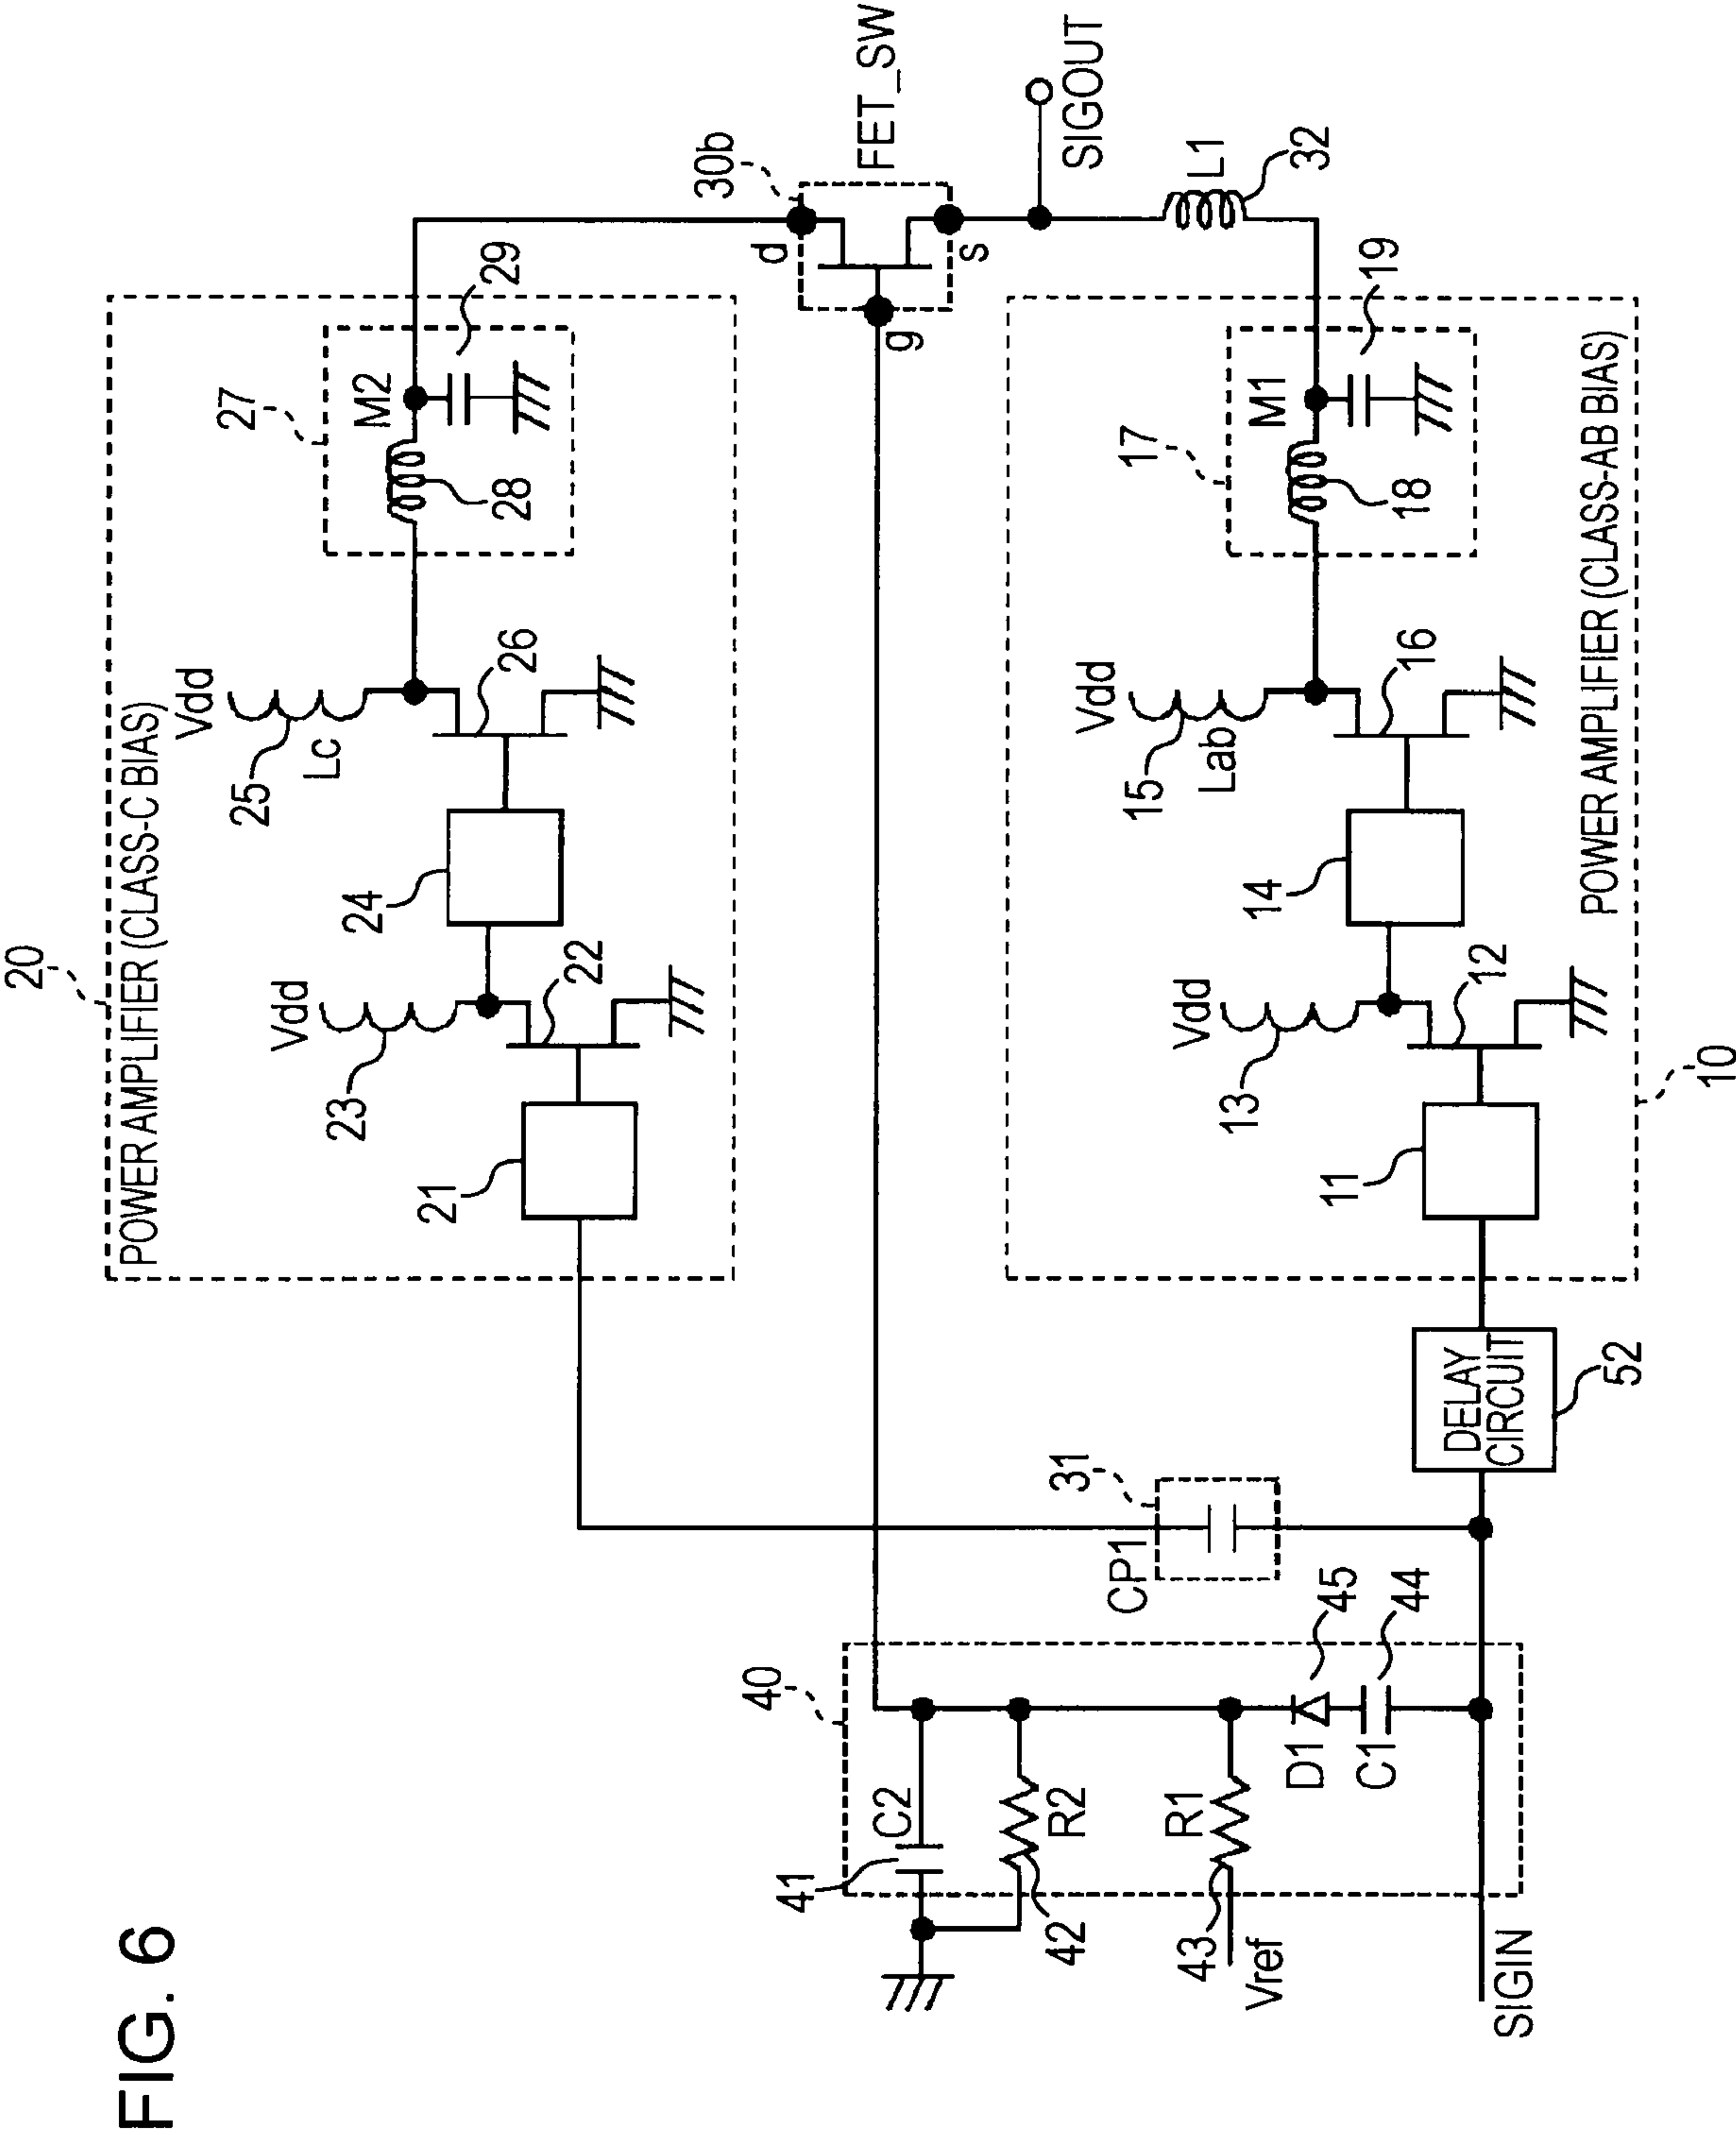 FIG. 6
20
POWER AMPLIFIER (CLASS-C BIAS)
Vdd
25
Lc
Vdd
23
22
24
26
21
27
M2
28
29
30b
d
g
s
FET_SW
SIGOUT
L1
32
40
41
C2
R2
42
R1
43
Vref
D1
45
C1
44
SIGIN
CP1
31
DELAY
CIRCUIT
52
10
POWER AMPLIFIER (CLASS-AB BIAS)
Vdd
15
Lab
Vdd
13
12
14
16
11
17
M1
18
19